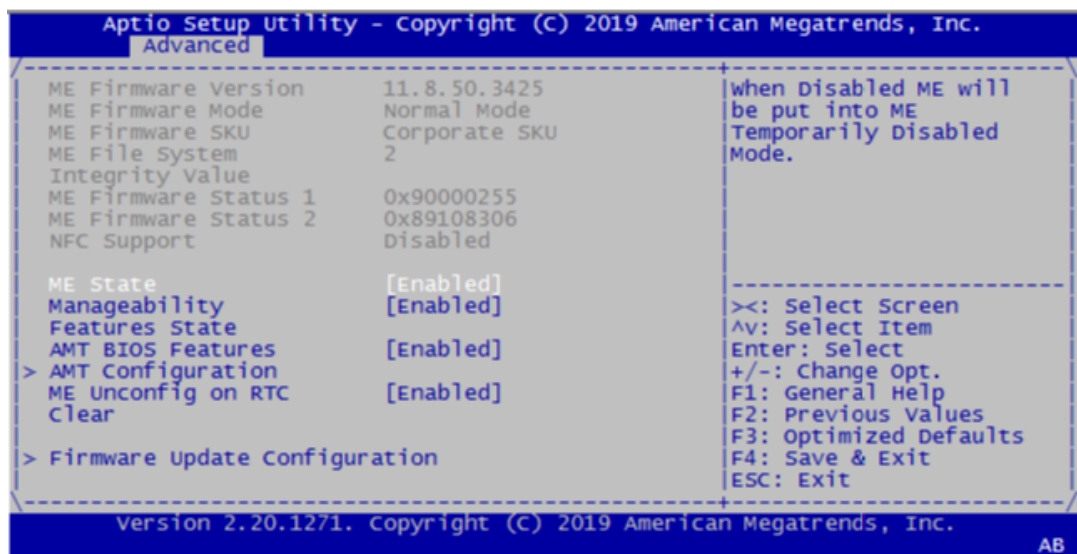 Aptio Setup Utility - Copyright (C) 2019 American Megatrends, Inc.
Advanced
ME Firmware Version 11.8.50.3425
ME Firmware Mode Normal Mode
ME Firmware SKU Corporate SKU
ME File System 2
Integrity Value
ME Firmware Status 1 0x90000255
ME Firmware Status 2 0x89108306
NFC Support Disabled
ME State [Enabled]
Manageability [Enabled]
Features State
AMT BIOS Features [Enabled]
> AMT Configuration
ME Unconfig on RTC [Enabled]
Clear
> Firmware Update Configuration
When Disabled ME will
be put into ME
Temporarily Disabled
Mode.
><: Select Screen
^v: Select Item
Enter: Select
+/-: Change Opt.
F1: General Help
F2: Previous Values
F3: Optimized Defaults
F4: Save & Exit
ESC: Exit
Version 2.20.1271. Copyright (C) 2019 American Megatrends, Inc.
AB